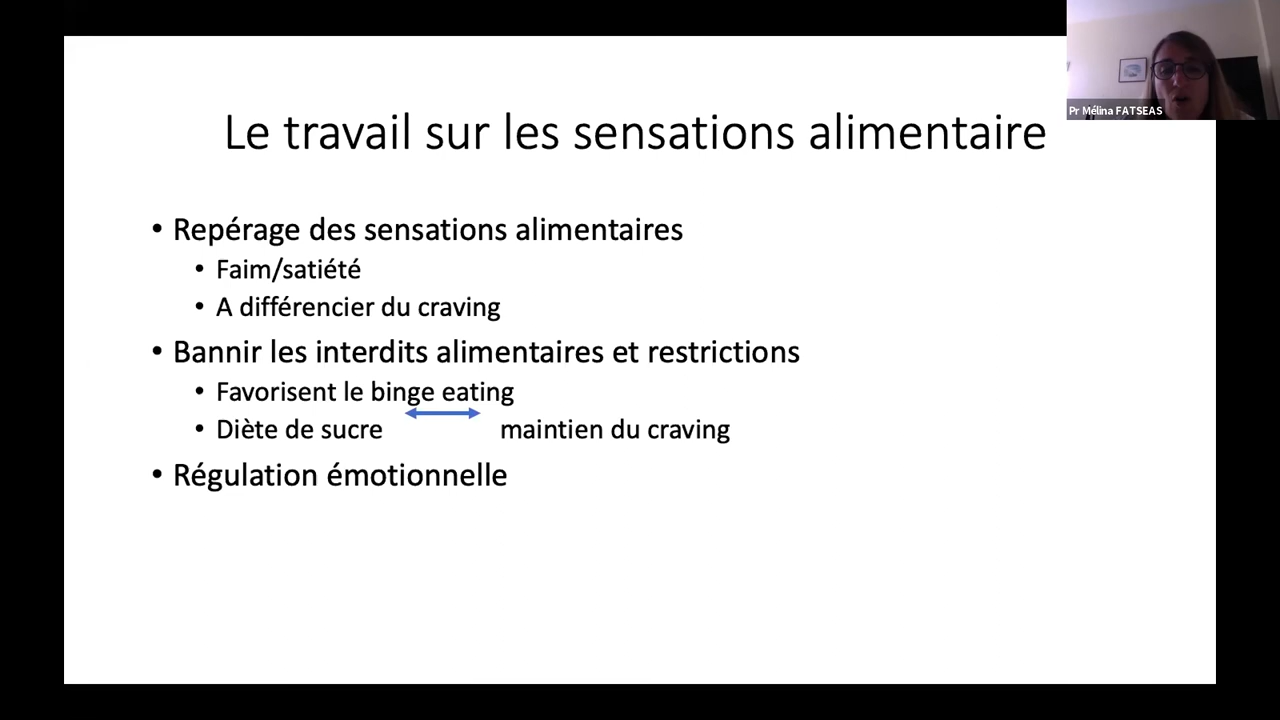 Pr Mélina FATSEAS
Le travail sur les sensations alimentaire
• Repérage des sensations alimentaires
• Faim/satiété
• A différencier du craving
• Bannir les interdits alimentaires et restrictions
• Favorisent le binge eating
• Diète de sucre maintien du craving
• Régulation émotionnelle